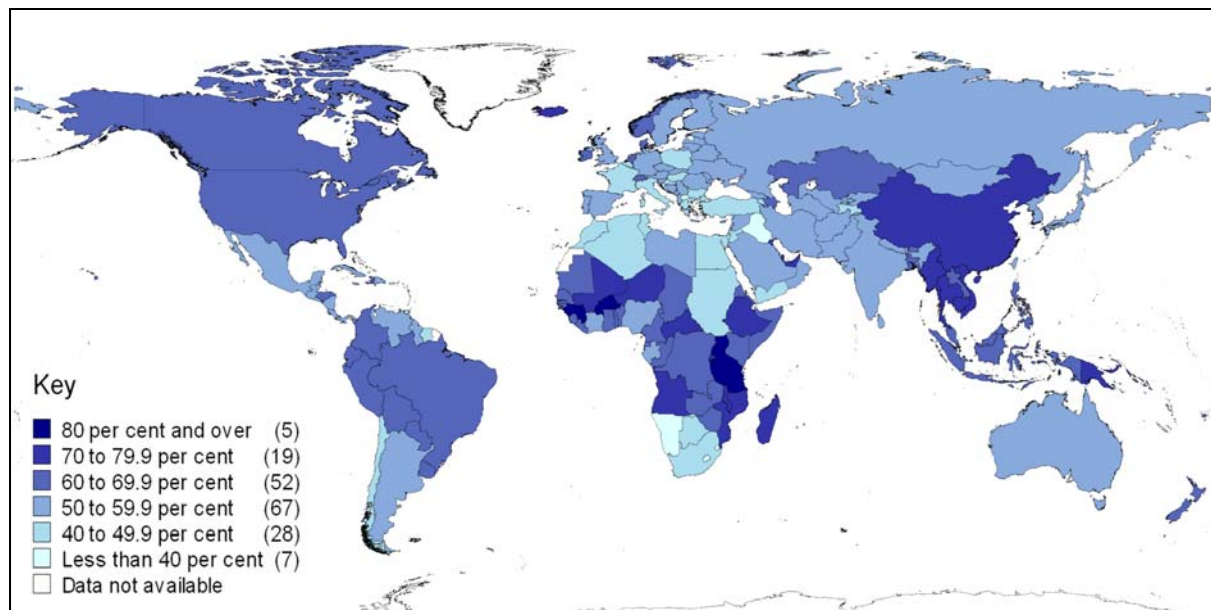 Key
80 per cent and over (5)
70 to 79.9 per cent (19)
60 to 69.9 per cent (52)
50 to 59.9 per cent (67)
40 to 49.9 per cent (28)
Less than 40 per cent (7)
Data not available